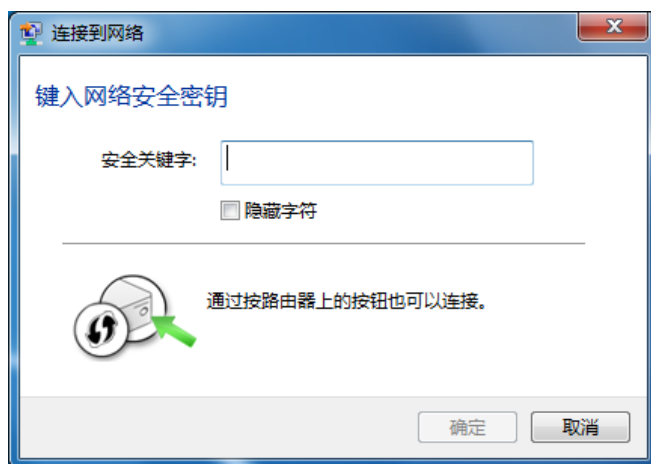 连接到网络
键入网络安全密钥
安全关键字:
隐藏字符
通过按路由器上的按钮也可以连接。
确定
取消